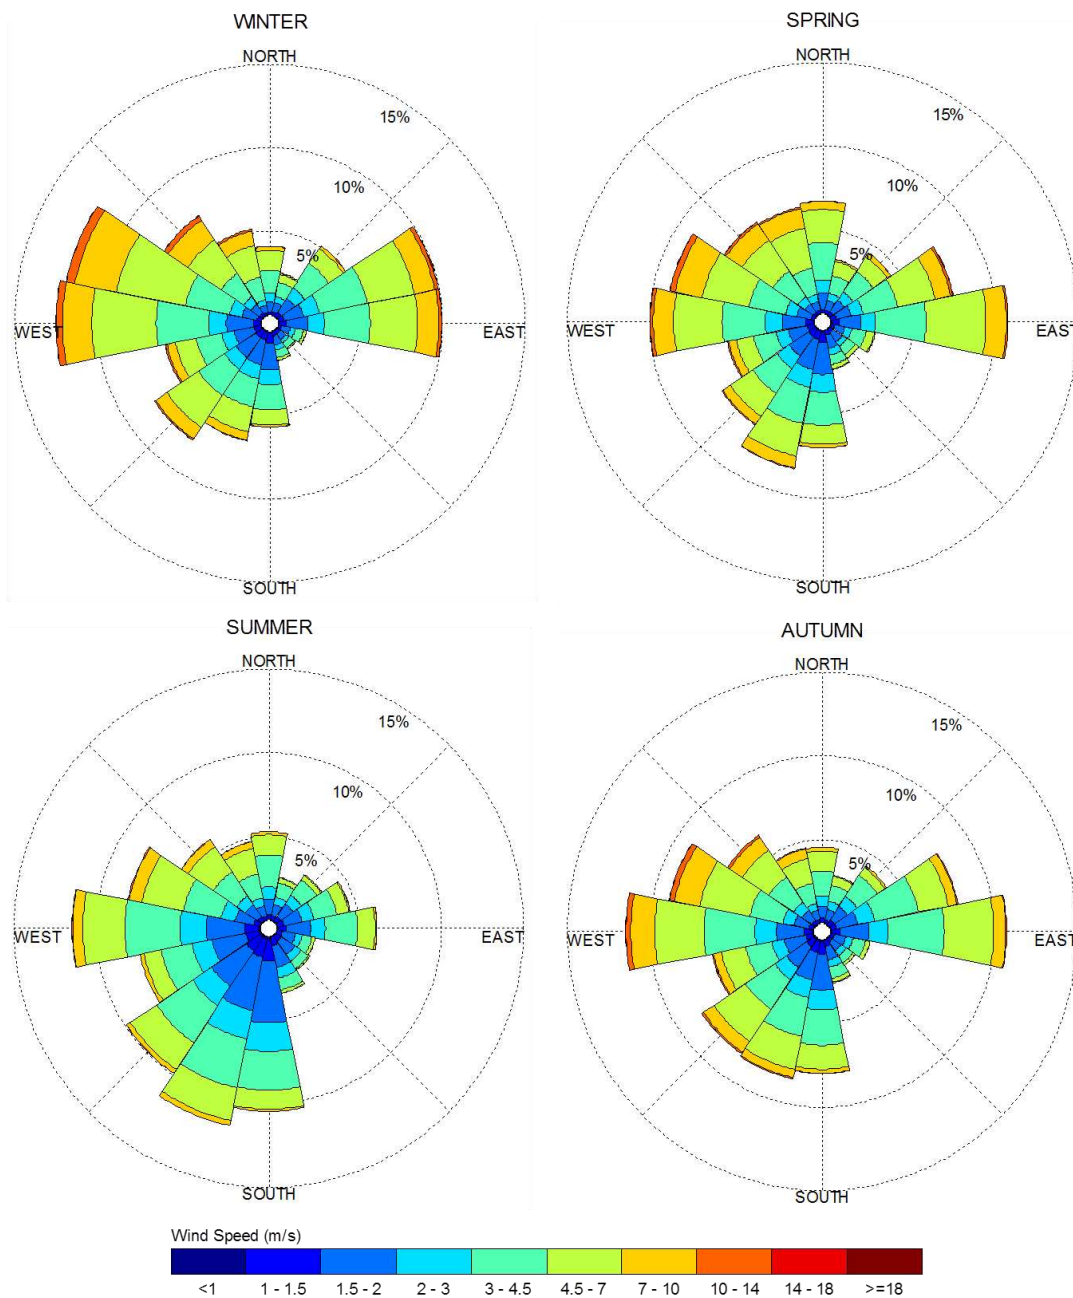 WINTER
NORTH
15%
10%
5%
WEST
EAST
SOUTH
SPRING
NORTH
15%
10%
5%
WEST
EAST
SOUTH
SUMMER
NORTH
15%
10%
5%
WEST
EAST
SOUTH
AUTUMN
NORTH
15%
10%
5%
WEST
EAST
SOUTH
Wind Speed (m/s)
<1 1 - 1.5 1.5 - 2 2 - 3 3 - 4.5 4.5 - 7 7 - 10 10 - 14 14 - 18 >=18